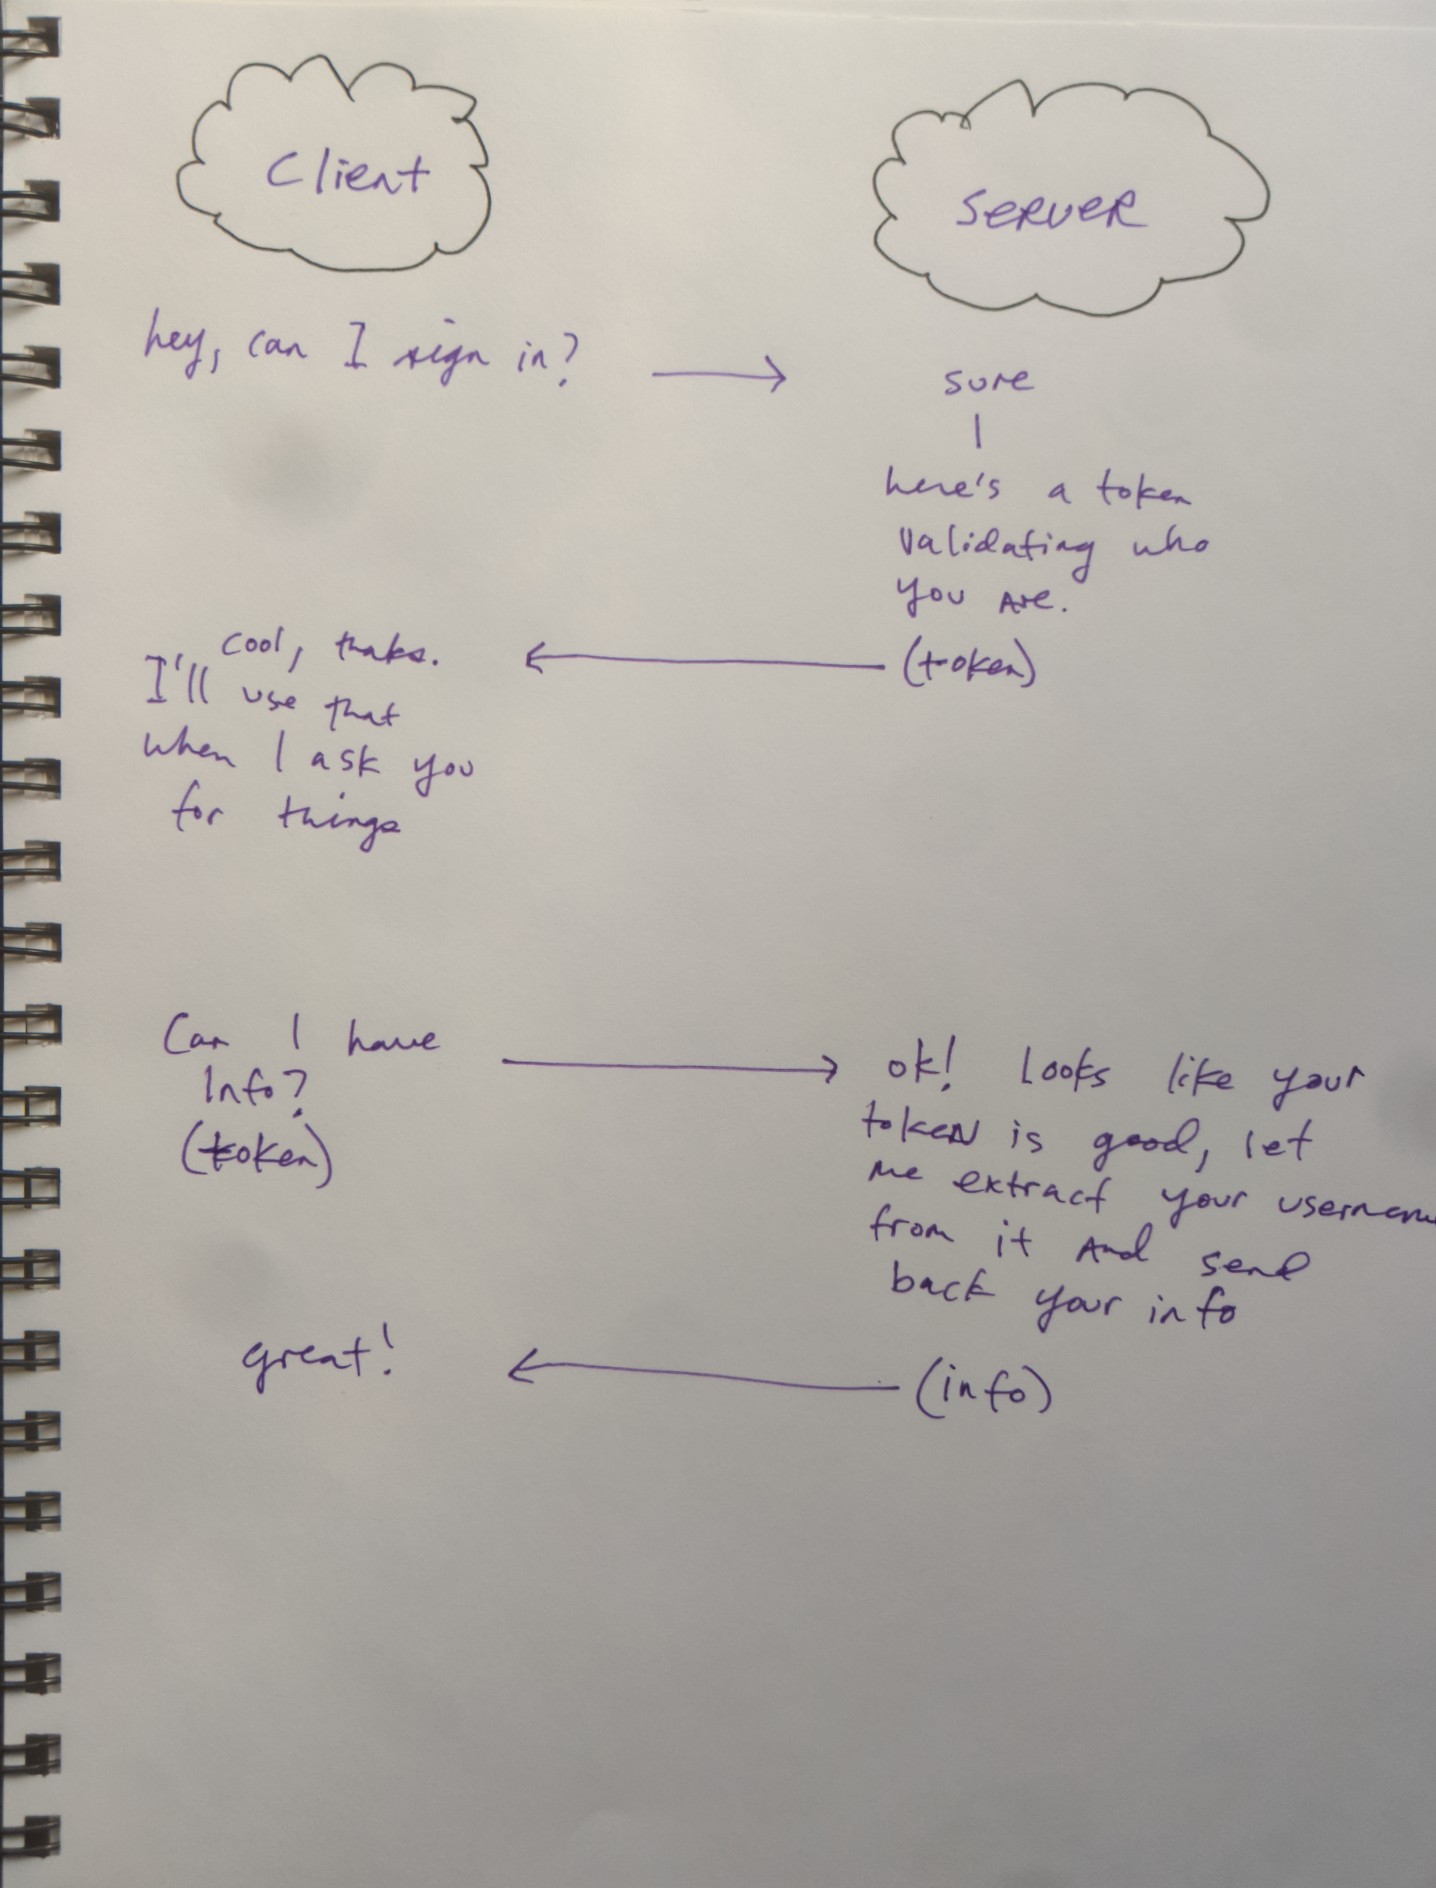 Client
SERVER
hey, can I sign in?
sure
here's a token
validating who
you are.
(token)
cool, thaks.
I'll use that
when I ask you
for things
Can I have
Info?
(token)
ok! looks like your
token is good, let
me extract your usernam
from it and send
back your info
(info)
great!